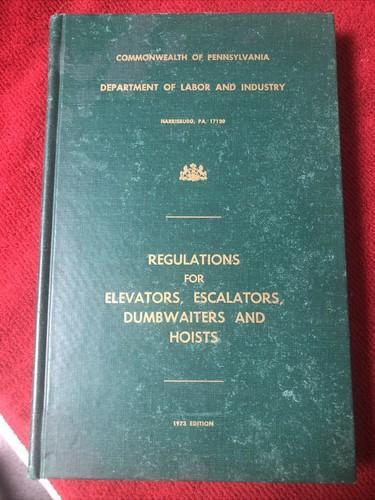 COMMONWEALTH OF PENNSYLVANIA
DEPARTMENT OF LABOR AND INDUSTRY
HARRISBURG, PA. 17120
REGULATIONS
FOR
ELEVATORS, ESCALATORS,
DUMBWAITERS AND
HOISTS
1973 EDITION